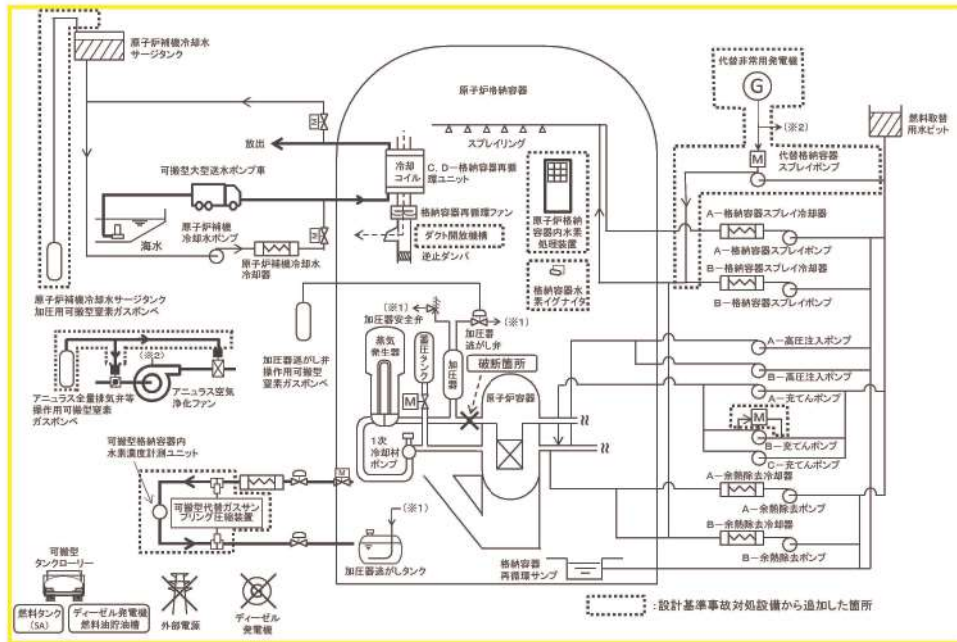 原子炉補機冷却水
サージタンク
代替非常用発電機
G
原子炉格納容器
(※2)
燃料取替
用水ピット
M
スプレイリング
放出
M
代替格納容器
スプレイポンプ
可搬型大型送水ポンプ車
冷却
コイル
C, D-格納容器再循
環ユニット
格納容器再循環ファン
原子炉格納
容器内水素
処理装置
A-格納容器スプレイ冷却器
海水
原子炉補機
冷却水ポンプ
M
ダクト開放機構
A-格納容器スプレイポンプ
逆止ダンパ
B-格納容器スプレイ冷却器
原子炉補機冷却水
冷却器
格納容器水
素イグナイタ
B-格納容器スプレイポンプ
原子炉補機冷却水サージタンク
加圧用可搬型窒素ガスボンベ
(※1)
加圧器安全弁
(※1)
加圧器
逃がし弁
蒸気
発生器
蓄圧タンク
加圧器
破断箇所
A-高圧注入ポンプ
(※2)
加圧器逃がし弁
操作用可搬型
窒素ガスボンベ
B-高圧注入ポンプ
アニュラス空気
浄化ファン
原子炉容器
アニュラス全量排気弁等
操作用可搬型窒素
ガスボンベ
M
A-充てんポンプ
M
B-充てんポンプ
1次
冷却材
ポンプ
C-充てんポンプ
可搬型格納容器内
水素濃度計測ユニット
M
A-余熱除去冷却器
可搬型代替ガスサン
プリング圧縮装置
(※1)
A-余熱除去ポンプ
B-余熱除去冷却器
可搬型
タンクローリー
加圧器逃がしタンク
格納容器
再循環サンプ
B-余熱除去ポンプ
燃料タンク
(SA)
ディーゼル発電機
燃料油貯油槽
外部電源
ディーゼル
発電機
:設計基準事故対処設備から追加した箇所